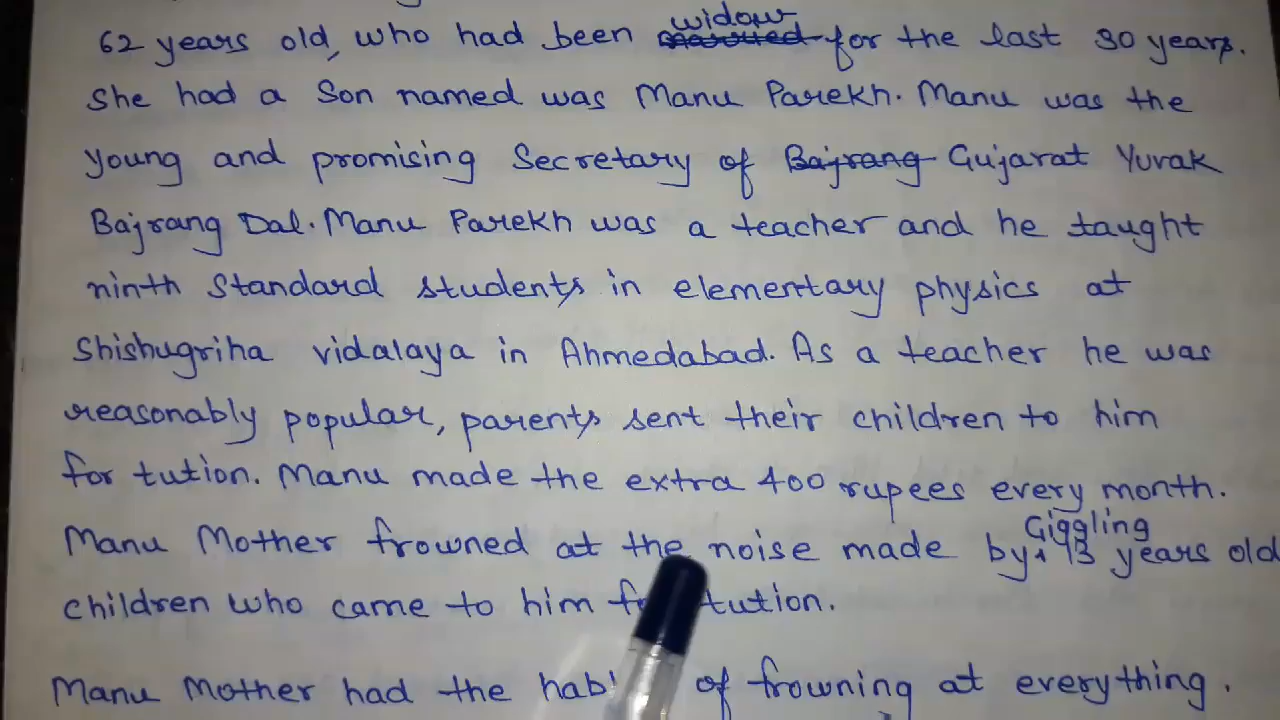 62 years old, who had been widow for the last 30 years.
She had a Son named was Manu Parekh. Manu was the
young and promising Secretary of Bajrang Gujarat Yuvak
Bajrang Dal. Manu Parekh was a teacher and he taught
ninth Standard students in elementary physics at
Shishugriha vidalaya in Ahmedabad. As a teacher he was
reasonably popular, parents sent their children to him
for tution. Manu made the extra 400 rupees every month.
Manu Mother frowned at the noise made by Giggling 13 years old
children who came to him tution.
Manu Mother had the of frowning at everything.